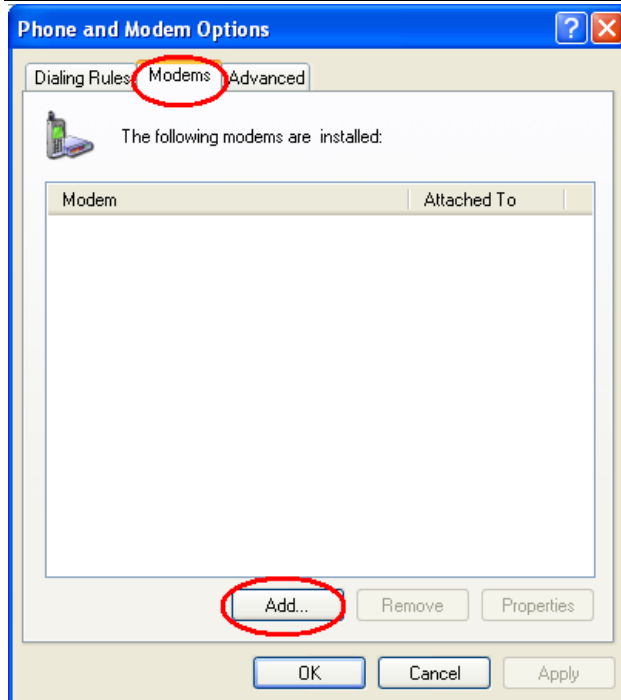 Phone and Modem Options
Dialing Rules Modems Advanced
The following modems are installed:
Modem Attached To
Add... Remove Properties
OK Cancel Apply